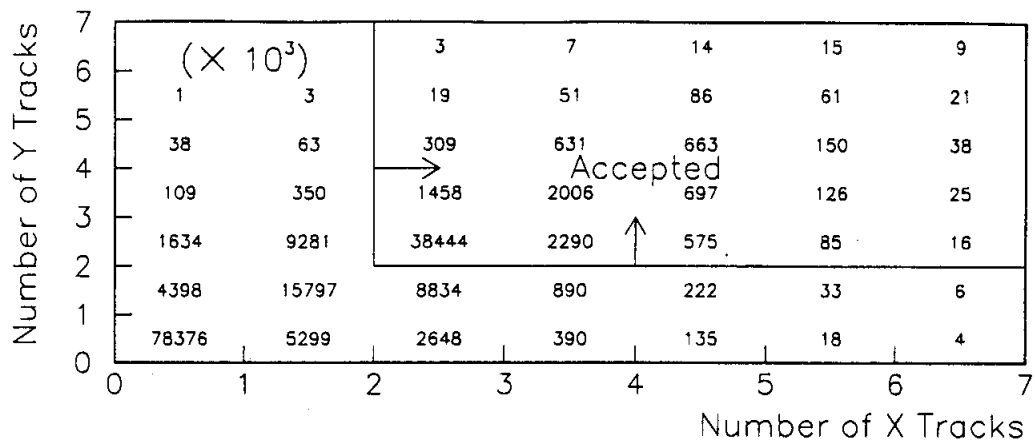 7 3 7 14 15 9
(× 10³)
6 1 3 19 51 86 61 21
5 38 63 309 631 663 150 38
4 Accepted
109 350 1458 2006 697 126 25
3
1634 9281 38444 2290 575 85 16
2
4398 15797 8834 890 222 33 6
1
78376 5299 2648 390 135 18 4
0
0 1 2 3 4 5 6 7
Number of X Tracks
Number of Y Tracks